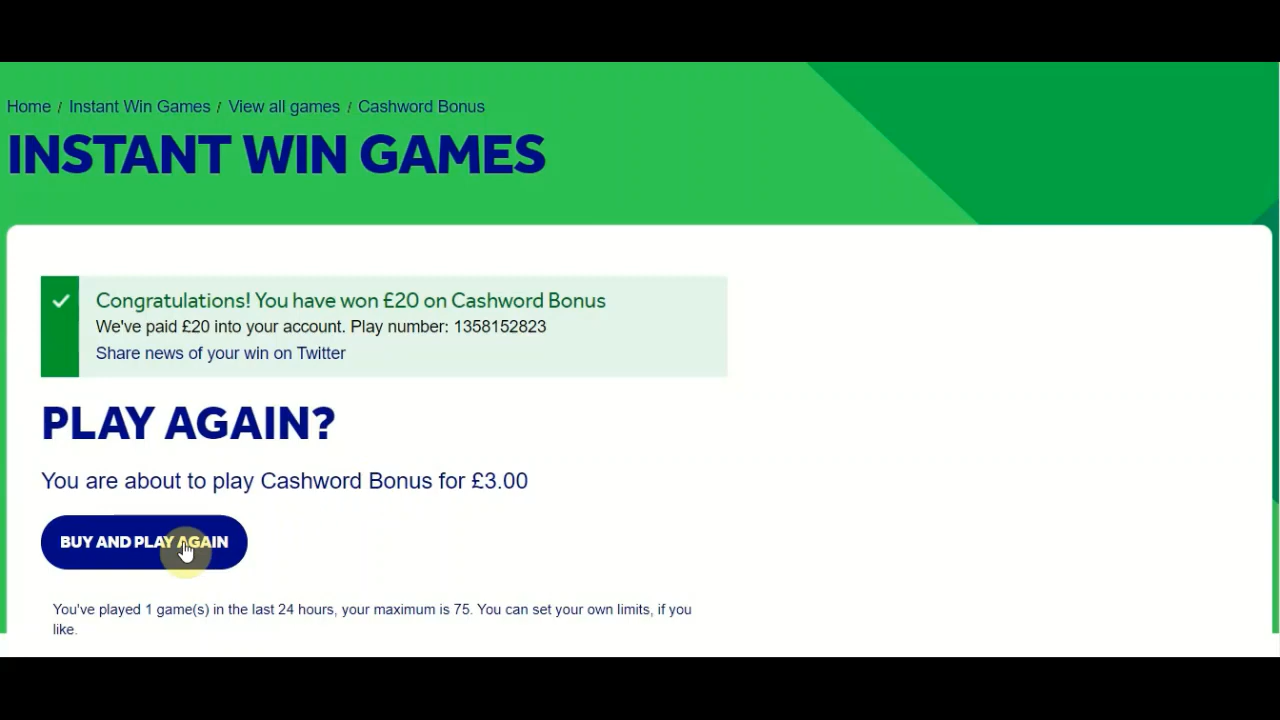 Home / Instant Win Games / View all games / Cashword Bonus
INSTANT WIN GAMES
Congratulations! You have won £20 on Cashword Bonus
We've paid £20 into your account. Play number: 1358152823
Share news of your win on Twitter
PLAY AGAIN?
You are about to play Cashword Bonus for £3.00
BUY AND PLAY AGAIN
You've played 1 game(s) in the last 24 hours, your maximum is 75. You can set your own limits, if you
like.